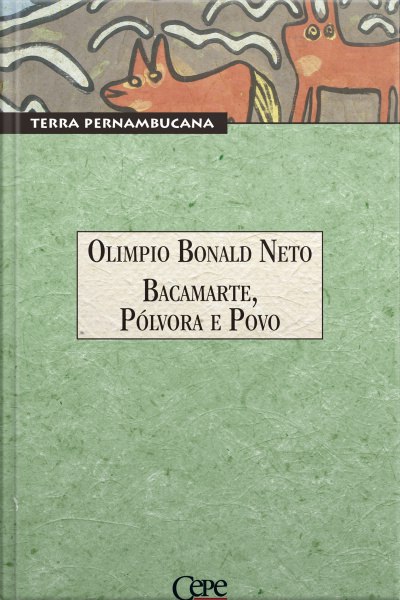 TERRA PERNAMBUCANA
OLIMPIO BONALD NETO
BACAMARTE,
PÓLVORA E POVO
CEPE